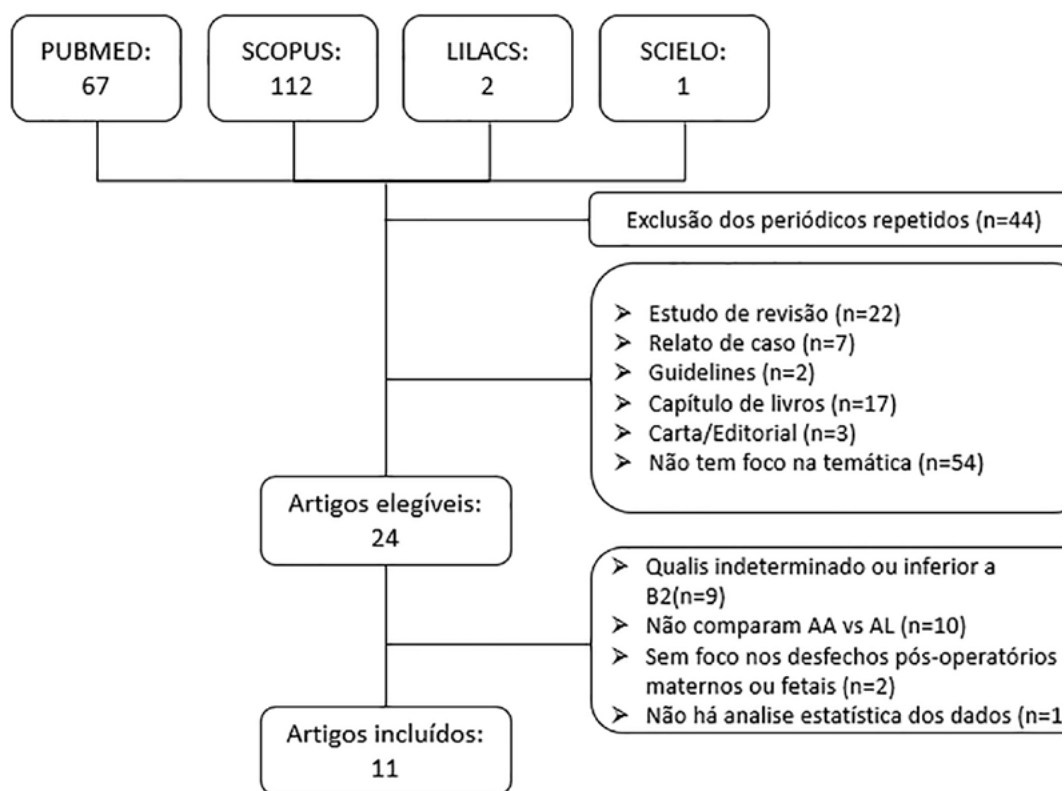 PUBMED:
67
SCOPUS:
112
LILACS:
2
SCIELO:
1
Exclusão dos periódicos repetidos (n=44)
➢ Estudo de revisão (n=22)
➢ Relato de caso (n=7)
➢ Guidelines (n=2)
➢ Capítulo de livros (n=17)
➢ Carta/Editorial (n=3)
➢ Não tem foco na temática (n=54)
Artigos elegíveis:
24
➢ Qualis indeterminado ou inferior a
B2(n=9)
➢ Não comparam AA vs AL (n=10)
➢ Sem foco nos desfechos pós-operatórios
maternos ou fetais (n=2)
➢ Não há analise estatística dos dados (n=1
Artigos incluídos:
11